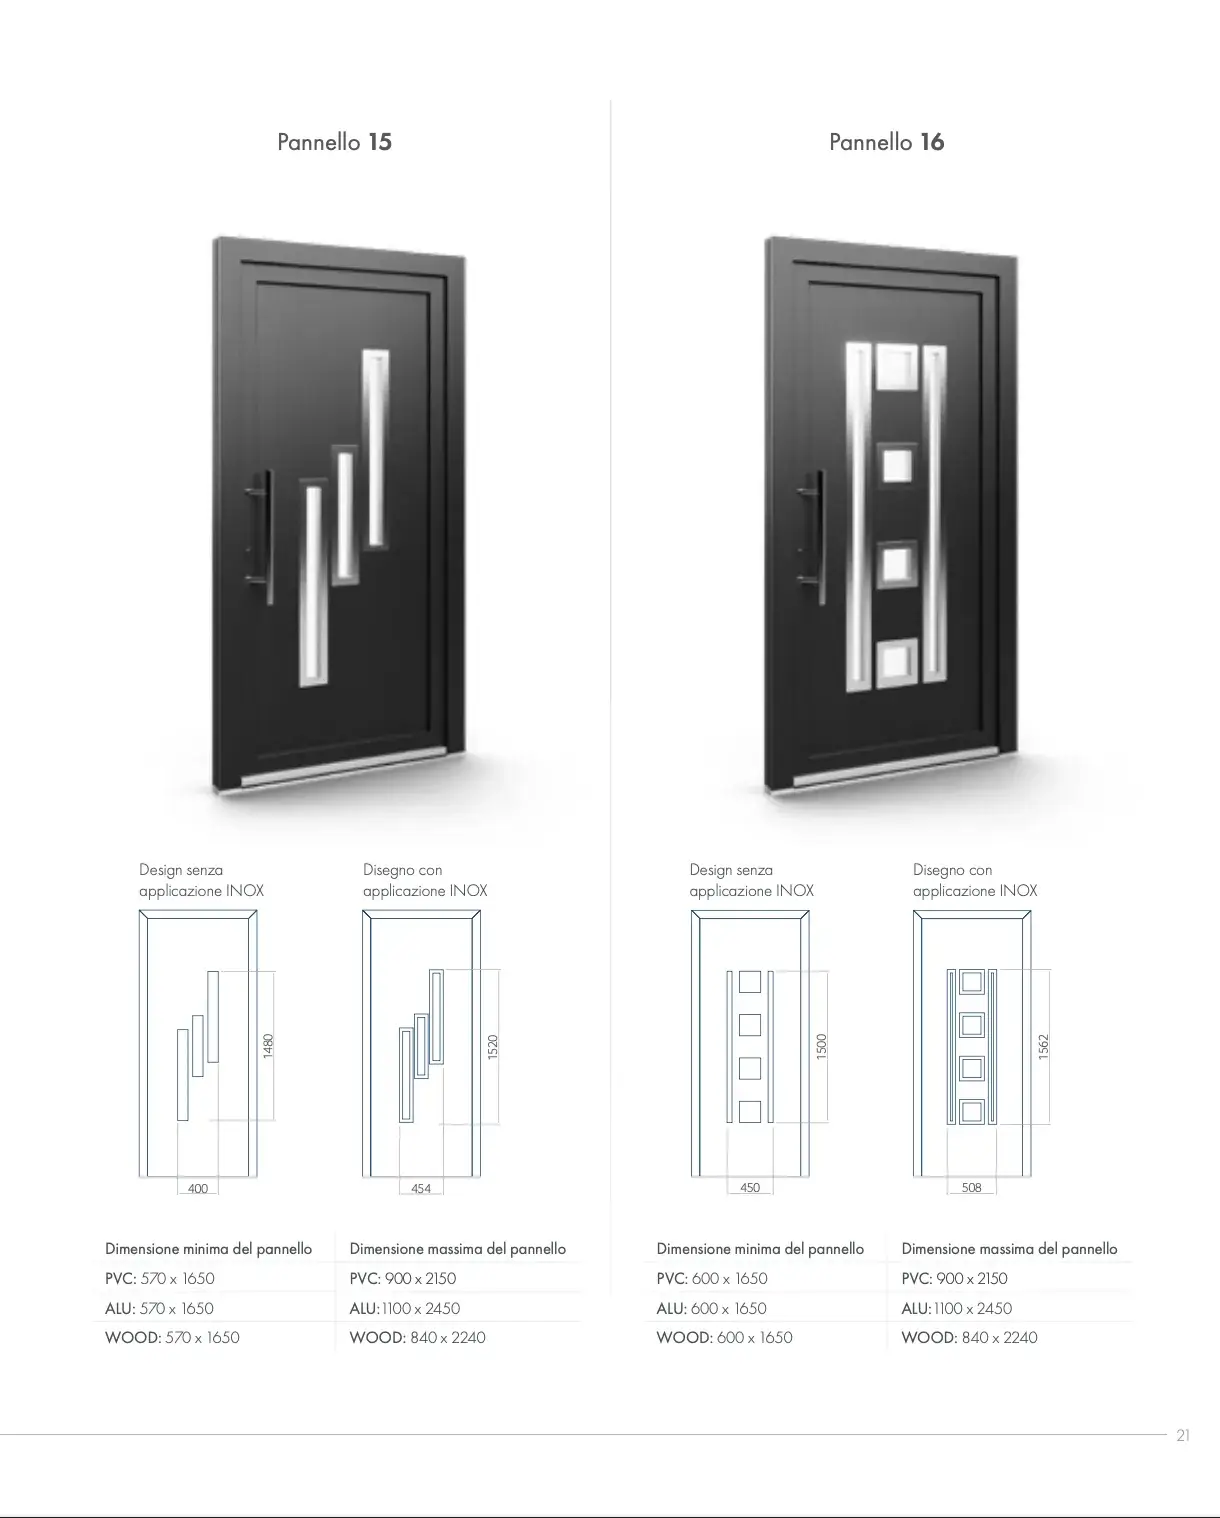 Pannello 15
Design senza
applicazione INOX
Disegno con
applicazione INOX
1480
400
1520
454
Dimensione minima del pannello
PVC: 570 x 1650
ALU: 570 x 1650
WOOD: 570 x 1650
Dimensione massima del pannello
PVC: 900 x 2150
ALU:1100 x 2450
WOOD: 840 x 2240
Pannello 16
Design senza
applicazione INOX
Disegno con
applicazione INOX
1500
450
1562
508
Dimensione minima del pannello
PVC: 600 x 1650
ALU: 600 x 1650
WOOD: 600 x 1650
Dimensione massima del pannello
PVC: 900 x 2150
ALU:1100 x 2450
WOOD: 840 x 2240
21